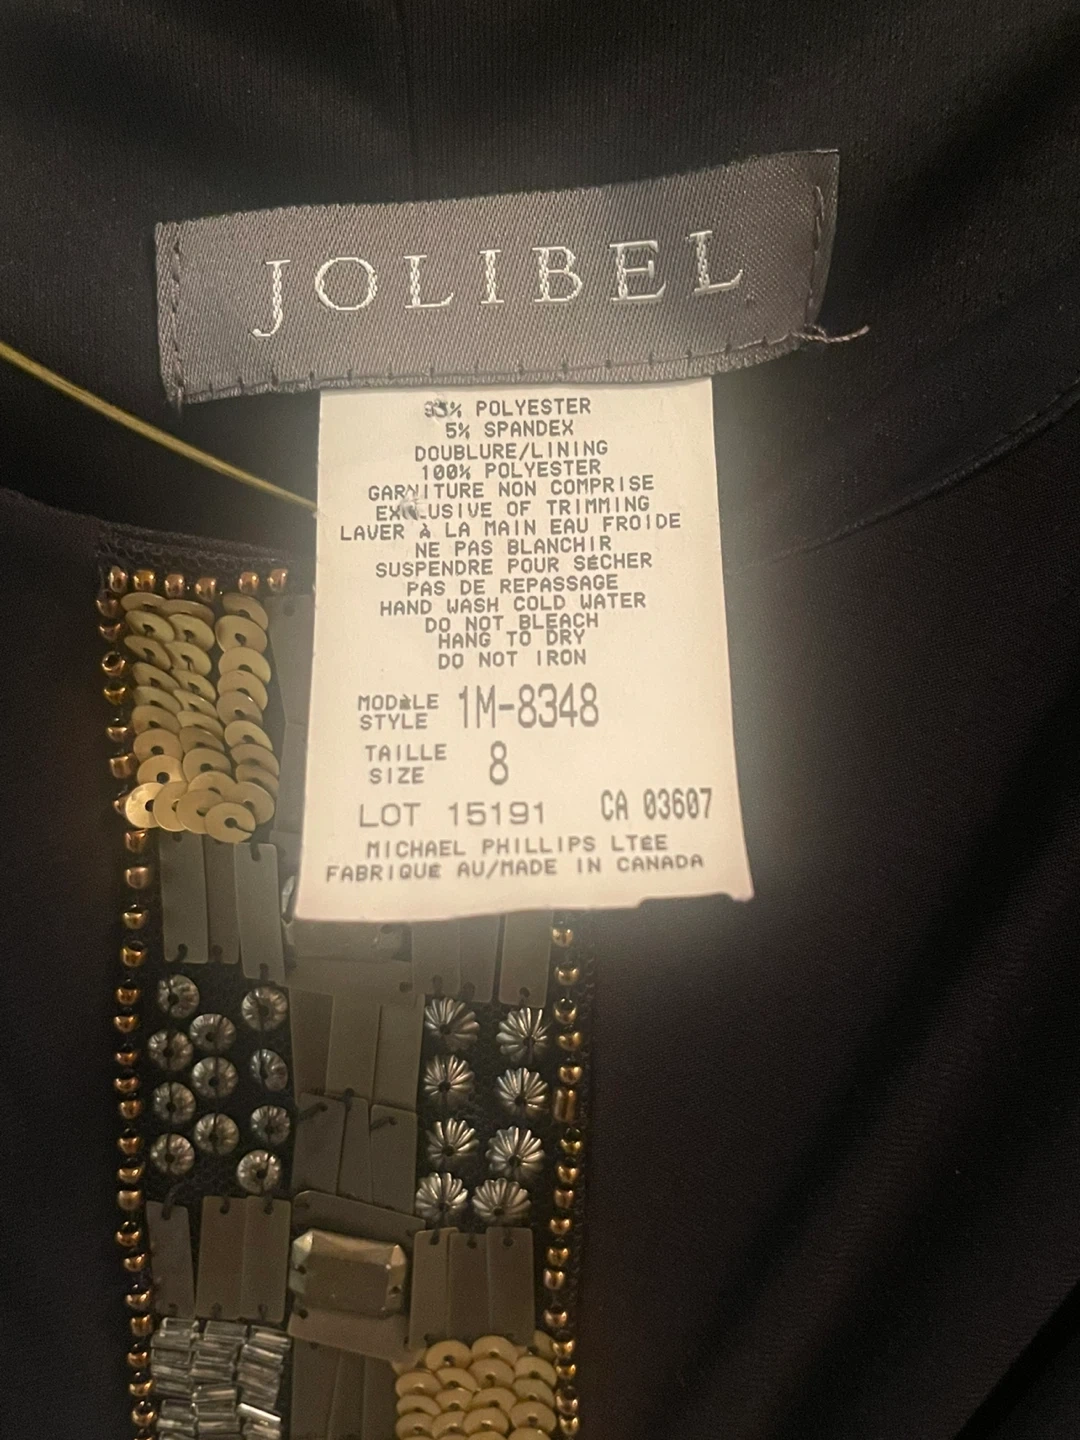 JOLIBEL
95% POLYESTER
5% SPANDEX
DOUBLURE/LINING
100% POLYESTER
GARNITURE NON COMPRISE
EXCLUSIVE OF TRIMMING
LAVER À LA MAIN EAU FROIDE
NE PAS BLANCHIR
SUSPENDRE POUR SÉCHER
PAS DE REPASSAGE
HAND WASH COLD WATER
DO NOT BLEACH
HANG TO DRY
DO NOT IRON
MODÈLE
STYLE 1M-8348
TAILLE
SIZE 8
LOT 15191 CA 03607
MICHAEL PHILLIPS LTÉE
FABRIQUÉ AU/MADE IN CANADA